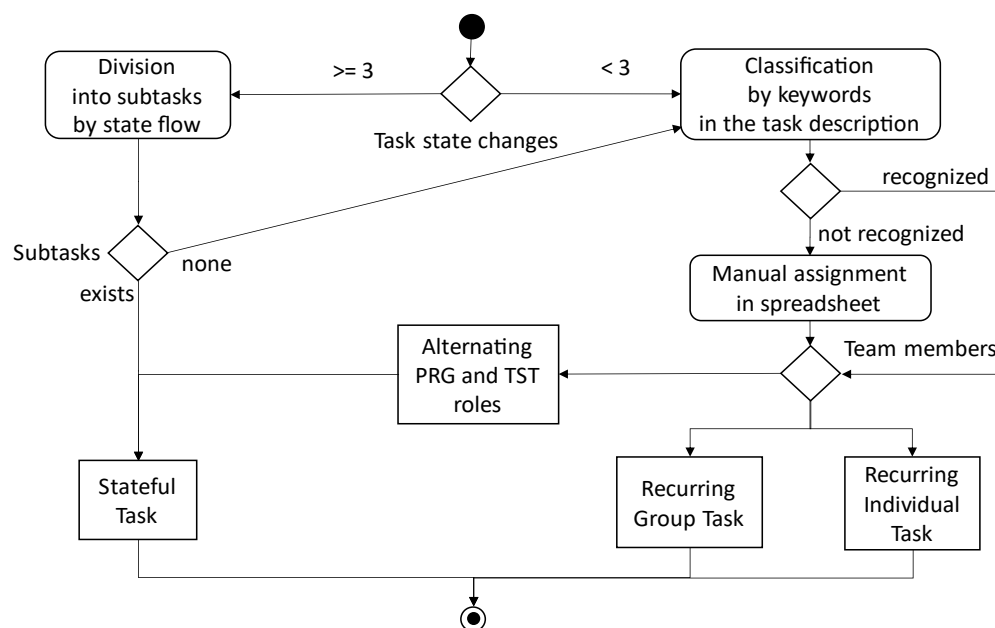 Division
into subtasks
by state flow
>= 3
< 3
Classification
by keywords
in the task description
Task state changes
recognized
not recognized
Subtasks
none
exists
Manual assignment
in spreadsheet
Alternating
PRG and TST
roles
Team members
Stateful
Task
Recurring
Group Task
Recurring
Individual
Task